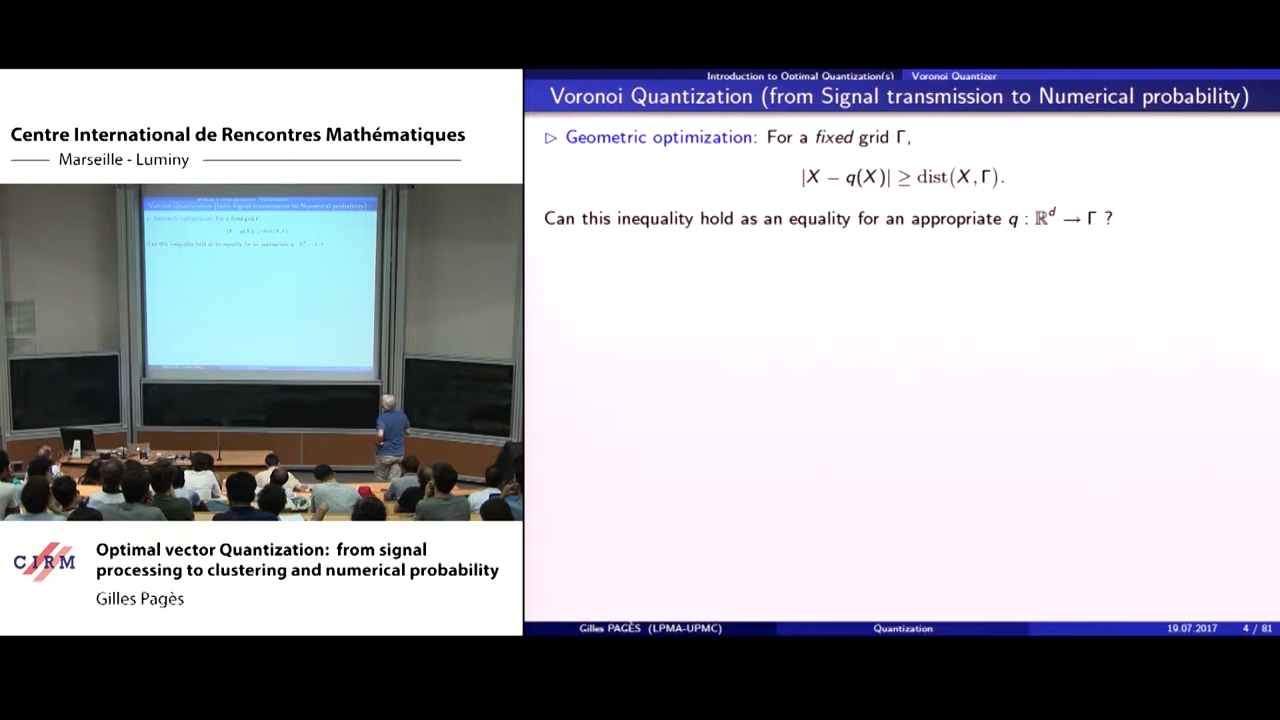 Centre International de Rencontres Mathématiques
Marseille - Luminy
CIRM
Optimal vector Quantization: from signal
processing to clustering and numerical probability
Gilles Pagès
Introduction to Optimal Quantization(s) Voronoi Quantizer
Voronoi Quantization (from Signal transmission to Numerical probability)
▷ Geometric optimization: For a fixed grid Γ,
|X − q(X)| ≥ dist(X, Γ).
Can this inequality hold as an equality for an appropriate q : ℝᵈ → Γ ?
Gilles PAGÈS (LPMA-UPMC) Quantization 19.07.2017 4 / 81